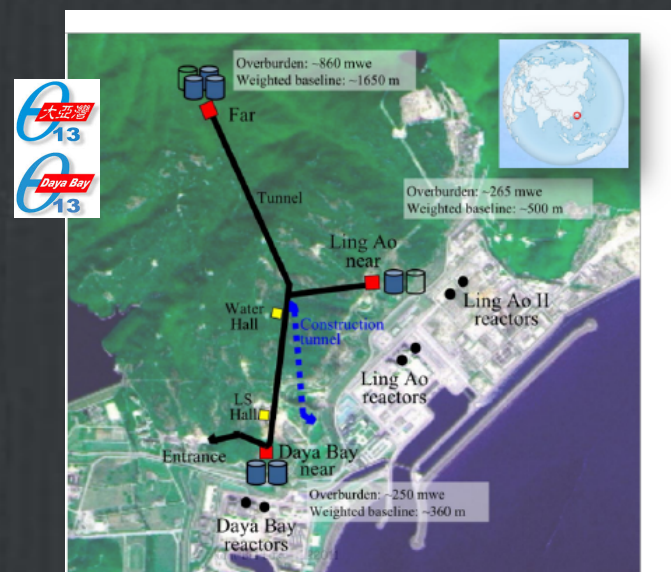 Overburden: ~860 mwe
Weighted baseline: ~1650 m
大亞灣
13
Far
Daya Bay
13
Tunnel
Overburden: ~265 mwe
Weighted baseline: ~500 m
Ling Ao
near
Ling Ao II
reactors
Water
Hall
Construction
tunnel
Ling Ao
reactors
LS
Hall
Entrance
Daya Bay
near
Overburden: ~250 mwe
Weighted baseline: ~360 m
Daya Bay
reactors